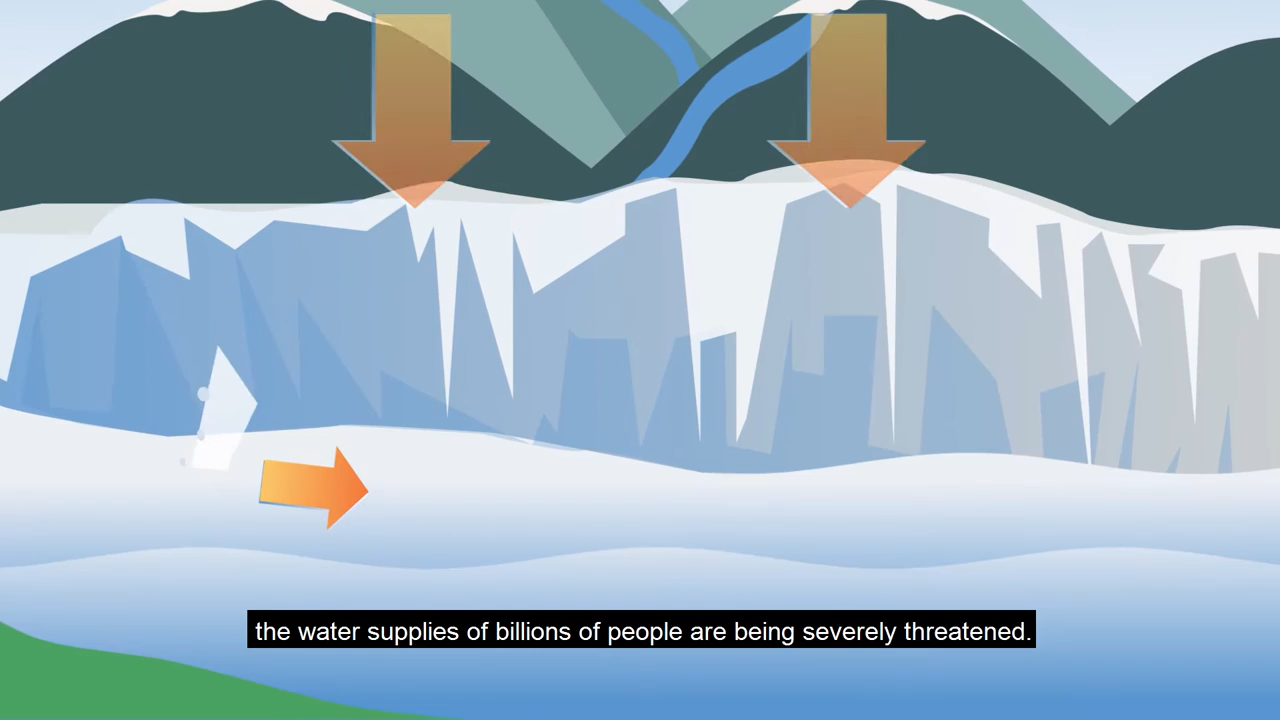 the water supplies of billions of people are being severely threatened.